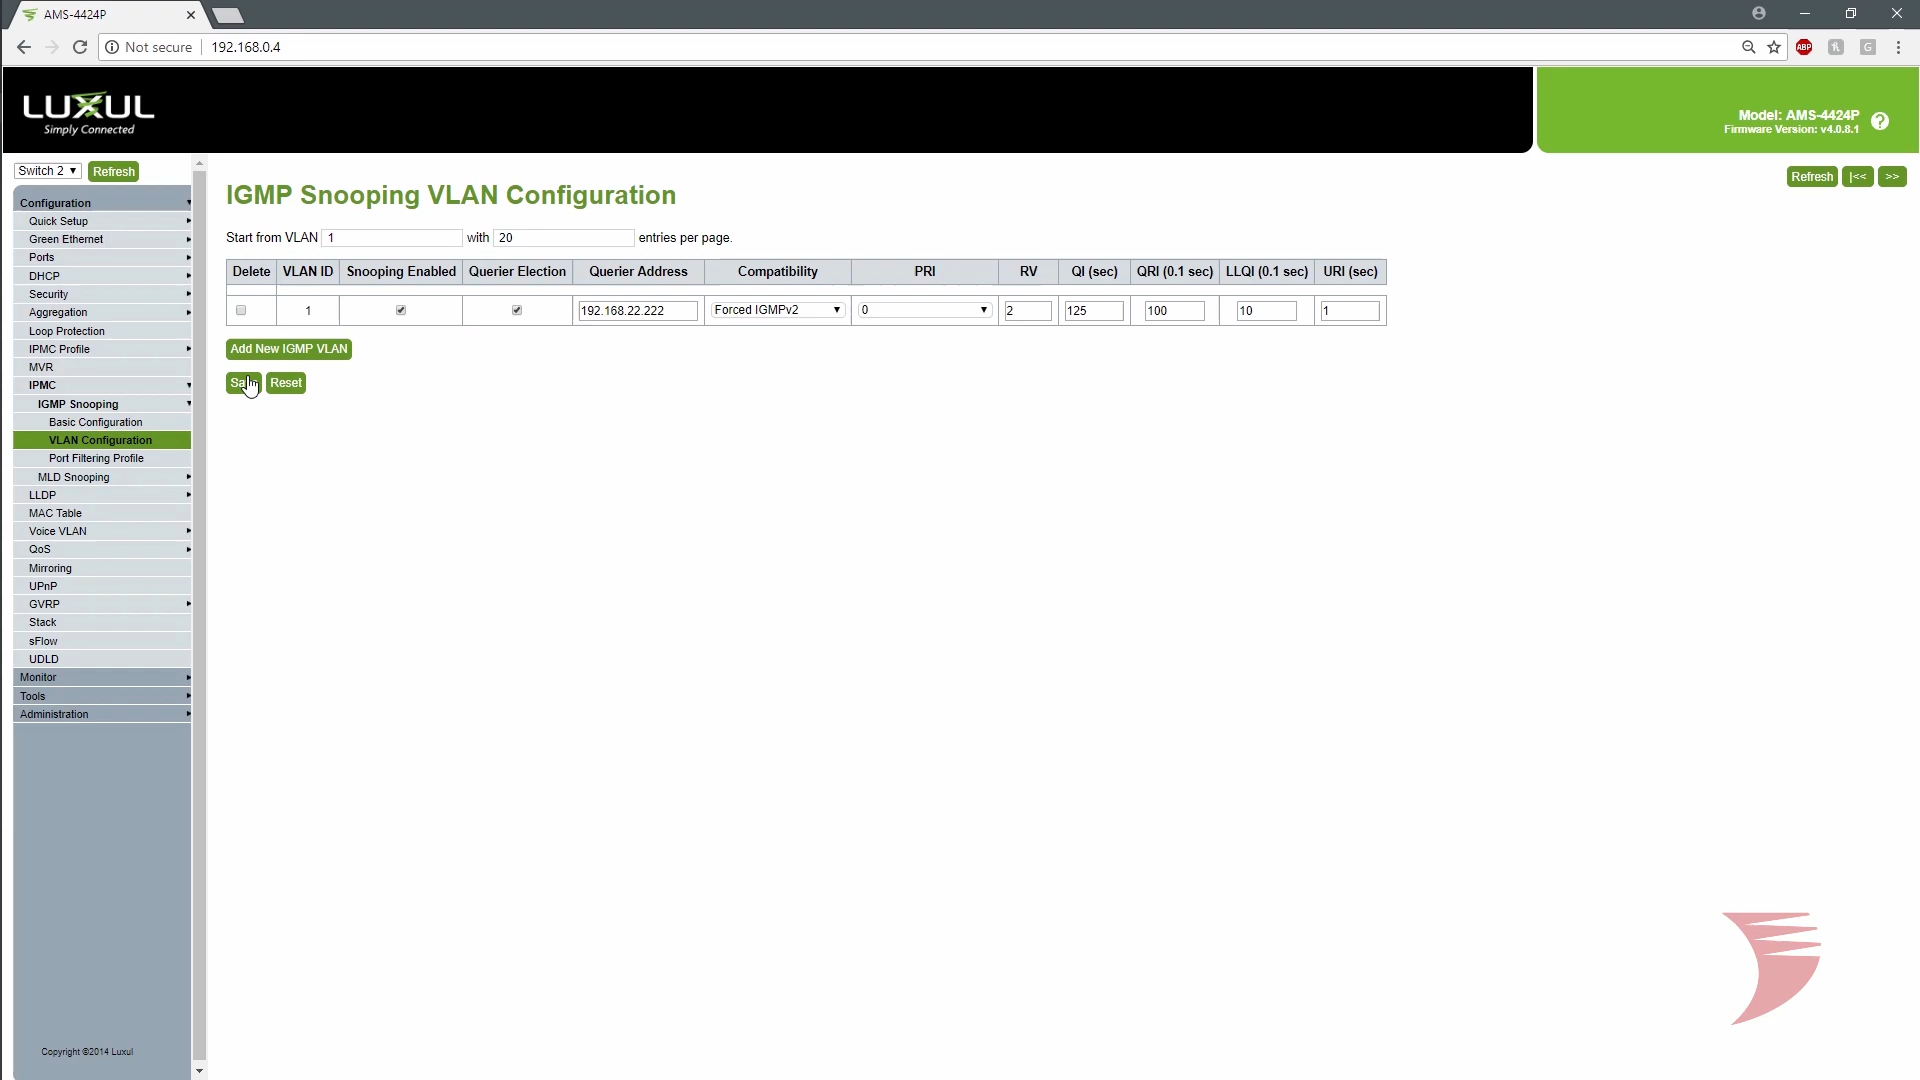 AMS-4424P
Not secure 192.168.0.4
ABP
G
LUXUL
Simply Connected
Model: AMS-4424P
Firmware Version: v4.0.8.1
?
Switch 2 Refresh
Configuration
Quick Setup
Green Ethernet
Ports
DHCP
Security
Aggregation
Loop Protection
IPMC Profile
MVR
IPMC
IGMP Snooping
Basic Configuration
VLAN Configuration
Port Filtering Profile
MLD Snooping
LLDP
MAC Table
Voice VLAN
QoS
Mirroring
UPnP
GVRP
Stack
sFlow
UDLD
Monitor
Tools
Administration
Copyright ©2014 Luxul
Refresh |<< >>
IGMP Snooping VLAN Configuration
Start from VLAN 1 with 20 entries per page.
Delete VLAN ID Snooping Enabled Querier Election Querier Address Compatibility PRI RV QI (sec) QRI (0.1 sec) LLQI (0.1 sec) URI (sec)
1 192.168.22.222 Forced IGMPv2 0 2 125 100 10 1
Add New IGMP VLAN
Reset